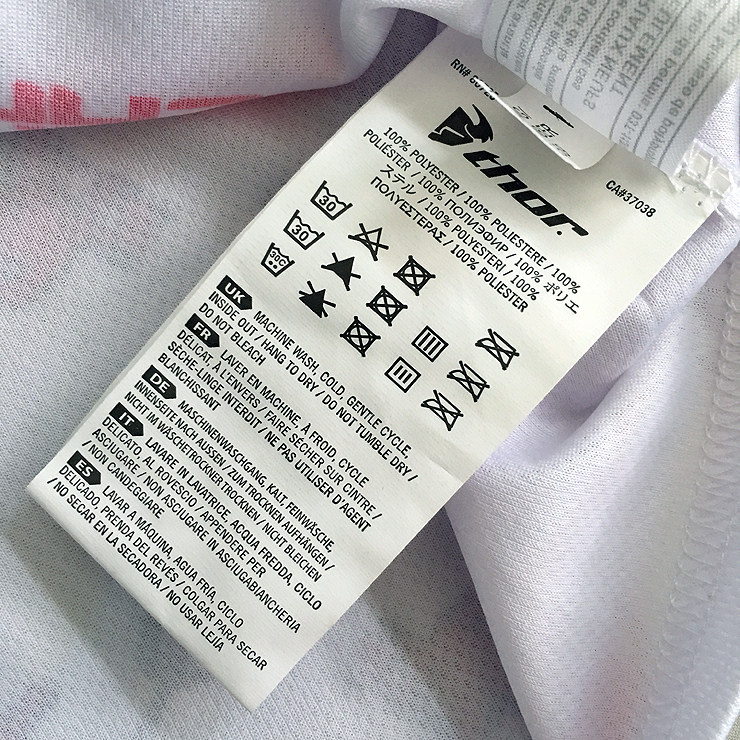 RN#
CA#37038
thor.
100% POLYESTER / 100% POLIESTERE / 100%
POLIÉSTER / 100% ПОЛИЭФИР / 100% ポリエ
ステル / 100% POLYESTERI / 100%
ΠΟΛΥΕΣΤΕΡΑΣ / 100% POLIESTER
30
30
30C
UK MACHINE WASH, COLD, GENTLE CYCLE,
INSIDE OUT / HANG TO DRY / DO NOT TUMBLE DRY /
DO NOT BLEACH
FR LAVER EN MACHINE, À FROID, CYCLE
DÉLICAT, À L'ENVERS / FAIRE SÉCHER SUR CINTRE /
SÈCHE-LINGE INTERDIT / NE PAS UTILISER D'AGENT
BLANCHISSANT
DE MASCHINENWASCHGANG, KALT, FEINWÄSCHE,
INNENSEITE NACH AUSSEN / ZUM TROCKNEN AUFHÄNGEN /
NICHT IM WÄSCHETROCKNER TROCKNEN / NICHT BLEICHEN
IT LAVARE IN LAVATRICE, ACQUA FREDDA, CICLO
DELICATO, AL ROVESCIO / APPENDERE PER
ASCIUGARE / NON ASCIUGARE IN ASCIUGABIANCHERIA
/ NON CANDEGGIARE
ES LAVAR A MÁQUINA, AGUA FRÍA, CICLO
DELICADO, PRENDA DEL REVÉS / COLGAR PARA SECAR
/ NO SECAR EN LA SECADORA / NO USAR LEJÍA